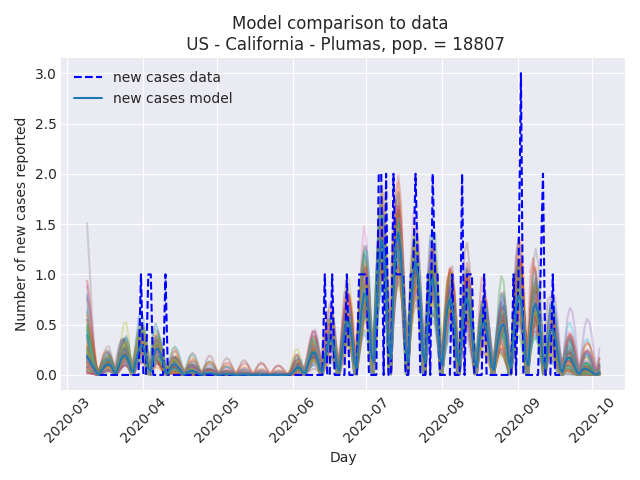 Model comparison to data
US - California - Plumas, pop. = 18807
new cases data
new cases model
Number of new cases reported
3.0
2.5
2.0
1.5
1.0
0.5
0.0
2020-03
2020-04
2020-05
2020-06
2020-07
2020-08
2020-09
2020-10
Day